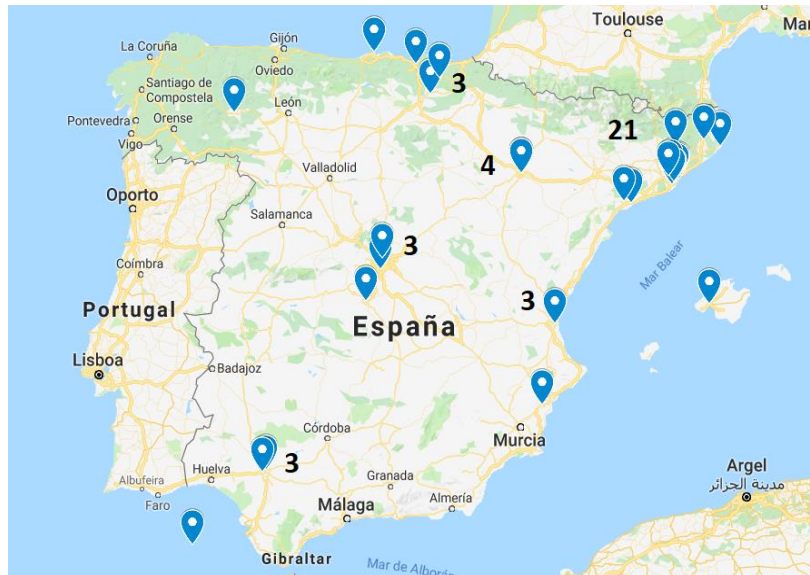 Toulouse
Mar
La Coruña
Gijón
Oviedo
3
Santiago de
Compostela
León
Pontevedra
Orense
21
Vigo
4
Valladolid
Oporto
Salamanca
3
Mar Balear
Coímbra
Portugal
3
España
Lisboa
Badajoz
Córdoba
Murcia
3
Huelva
Argel
مدينة الجزائر
Albufeira
Granada
Faro
Málaga
Almería
Gibraltar
Mar de Alborán